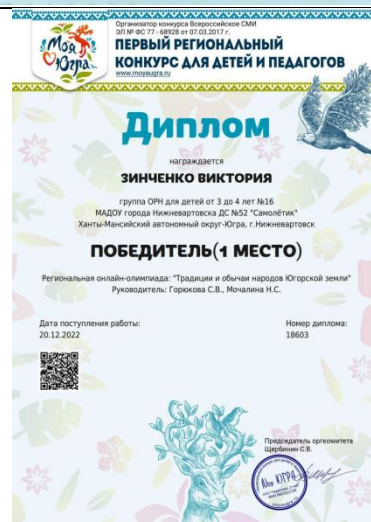 Моя Югра
Организатор конкурса Всероссийское СМИ
ЭЛ № ФС 77 - 68928 от 07.03.2017 г.
ПЕРВЫЙ РЕГИОНАЛЬНЫЙ
КОНКУРС ДЛЯ ДЕТЕЙ И ПЕДАГОГОВ
www.moyaugra.ru
Диплом
награждается
ЗИНЧЕНКО ВИКТОРИЯ
группа ОРН для детей от 3 до 4 лет №16
МАДОУ города Нижневартовска ДС №52 "Самолётик"
Ханты-Мансийский автономный округ-Югра, г.Нижневартовск
ПОБЕДИТЕЛЬ(1 МЕСТО)
Региональная онлайн-олимпиада: "Традиции и обычаи народов Югорской земли"
Руководитель: Горюкова С.В., Мочалина Н.С.
Дата поступления работы:
20.12.2022
Номер диплома:
18603
Председатель оргкомитета
Щербинин С.В.
Моя ЮГРА